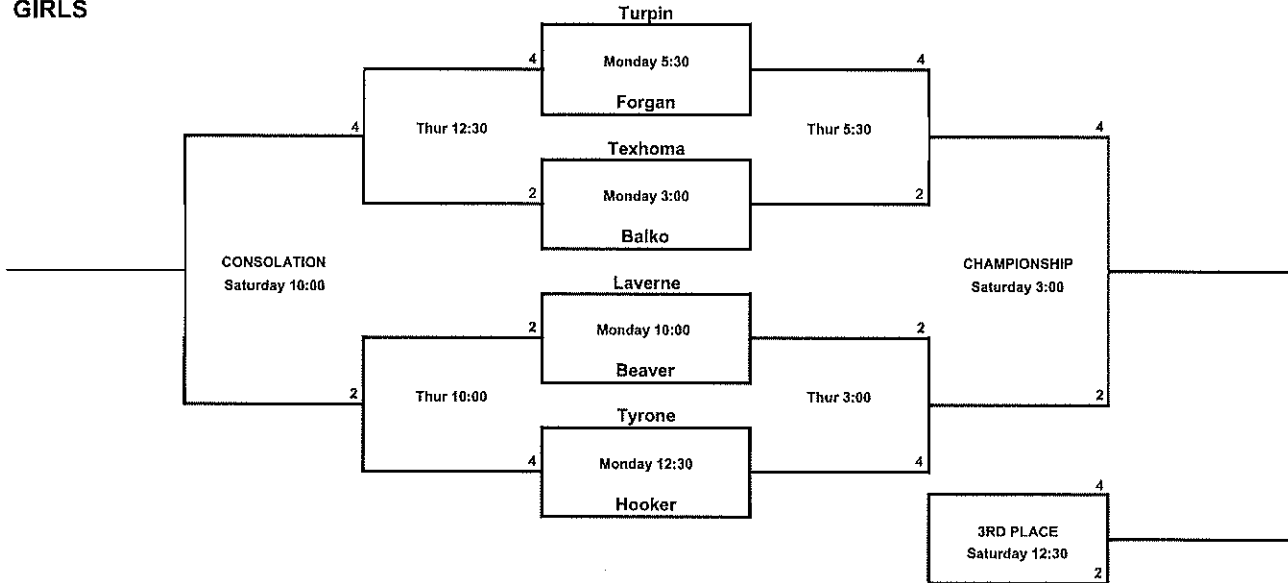 GIRLS
Turpin
4
Monday 5:30
4
Forgan
4
Thur 12:30
Thur 5:30
4
Texhoma
2
Monday 3:00
2
Balko
CONSOLATION
Saturday 10:00
CHAMPIONSHIP
Saturday 3:00
Laverne
2
Monday 10:00
2
Beaver
2
Thur 10:00
Thur 3:00
2
Tyrone
4
Monday 12:30
4
Hooker
4
3RD PLACE
Saturday 12:30
2